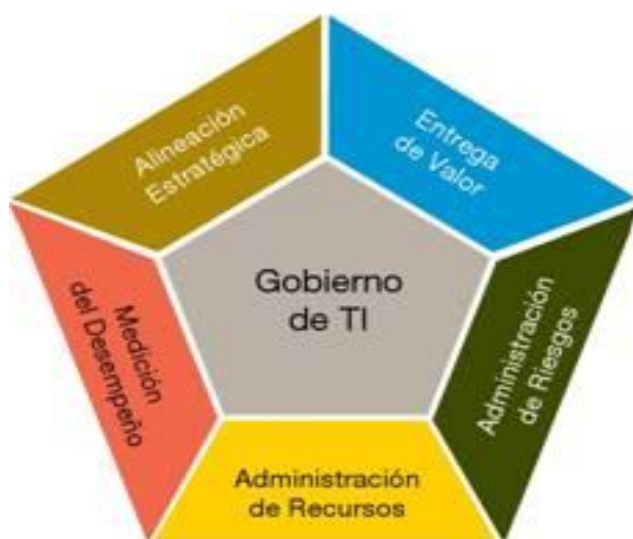 Alineación
Estratégica
Entrega
de Valor
Medición
del Desempeño
Gobierno
de TI
Administración
de Riesgos
Administración
de Recursos